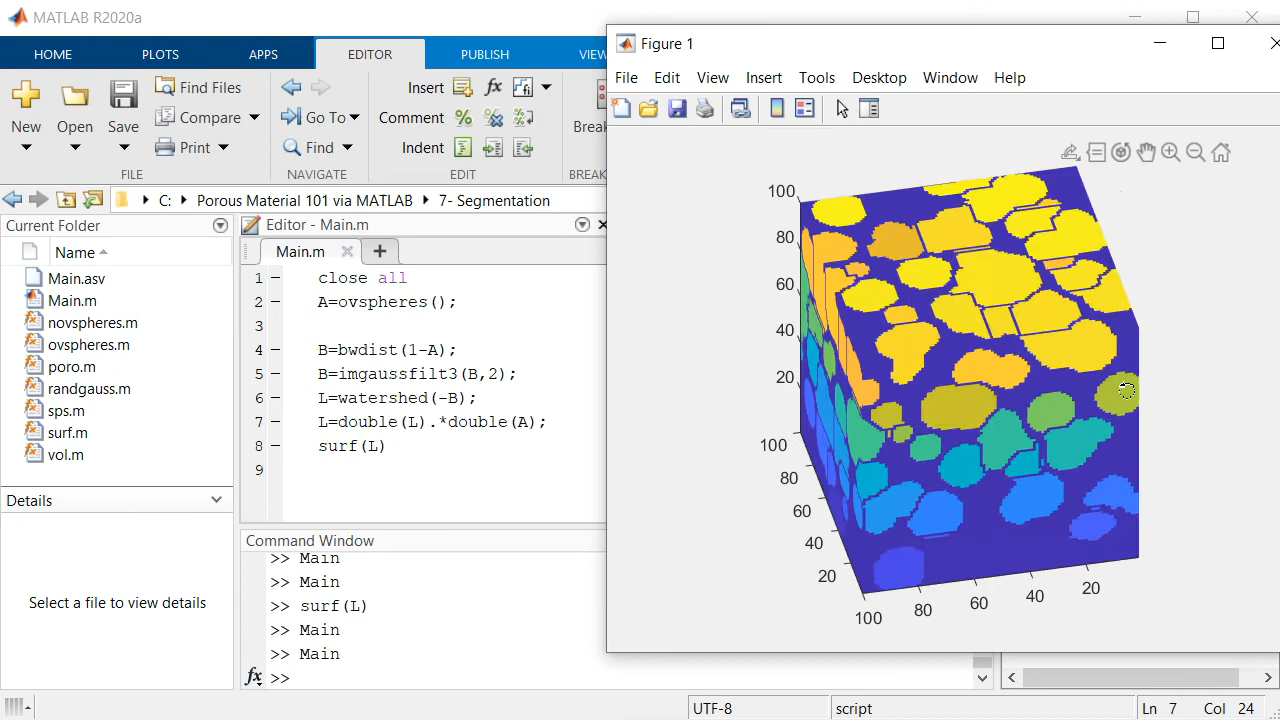 MATLAB R2020a
HOME
PLOTS
APPS
EDITOR
PUBLISH
VIEW
New
Open
Save
Find Files
Compare
Print
FILE
Go To
Find
NAVIGATE
Insert
fx
Comment
Indent
EDIT
Break
BREAK
C:
Porous Material 101 via MATLAB
7- Segmentation
Current Folder
Name
Main.asv
Main.m
novspheres.m
ovspheres.m
poro.m
randgauss.m
sps.m
surf.m
vol.m
Details
Select a file to view details
Editor - Main.m
Main.m
1 close all
2 A=ovspheres();
3
4 B=bwdist(1-A);
5 B=imgaussfilt3(B,2);
6 L=watershed(-B);
7 L=double(L).*double(A);
8 surf(L)
9
Command Window
>> Main
>> Main
>> surf(L)
>> Main
>> Main
fx >>
Figure 1
File Edit View Insert Tools Desktop Window Help
100
80
60
40
20
100
80
60
40
20
100
80
60
40
20
UTF-8
script
Ln 7 Col 24